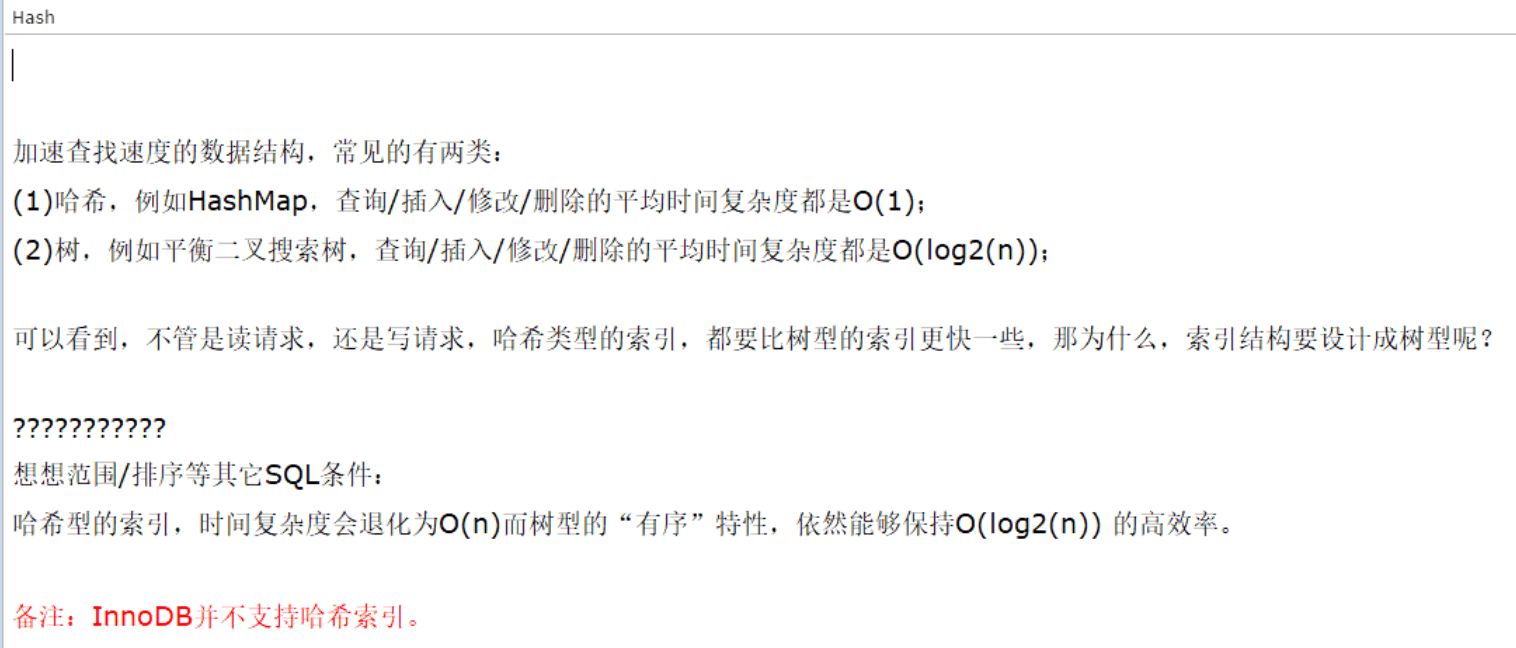 Hash
加速查找速度的数据结构，常见的有两类：
(1)哈希，例如HashMap，查询/插入/修改/删除的平均时间复杂度都是O(1)；
(2)树，例如平衡二叉搜索树，查询/插入/修改/删除的平均时间复杂度都是O(log2(n))；
可以看到，不管是读请求，还是写请求，哈希类型的索引，都要比树型的索引更快一些，那为什么，索引结构要设计成树型呢？
???????????
想想范围/排序等其它SQL条件：
哈希型的索引，时间复杂度会退化为O(n)而树型的“有序”特性，依然能够保持O(log2(n)) 的高效率。
备注：InnoDB并不支持哈希索引。